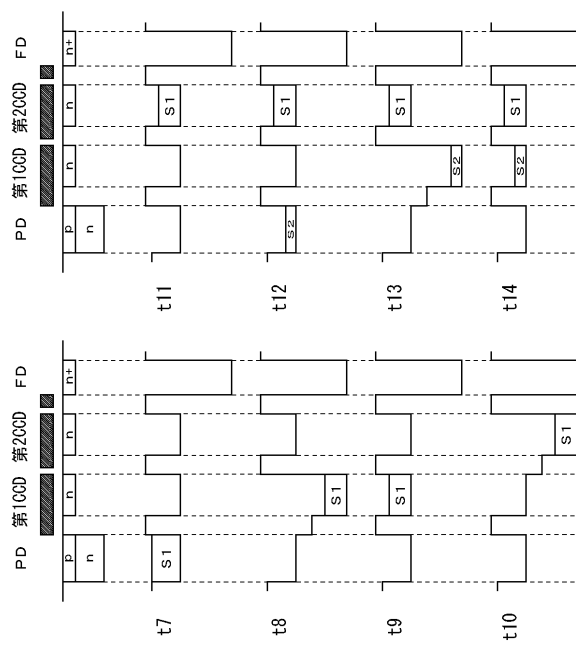 PD 第1CCD 第2CCD FD
p n n n+
n
t7 S1
t8 S1
t9 S1
t10 S1
PD 第1CCD 第2CCD FD
p n n n+
n
t11 S1
t12 S2 S1
t13 S2 S1
t14 S2 S1